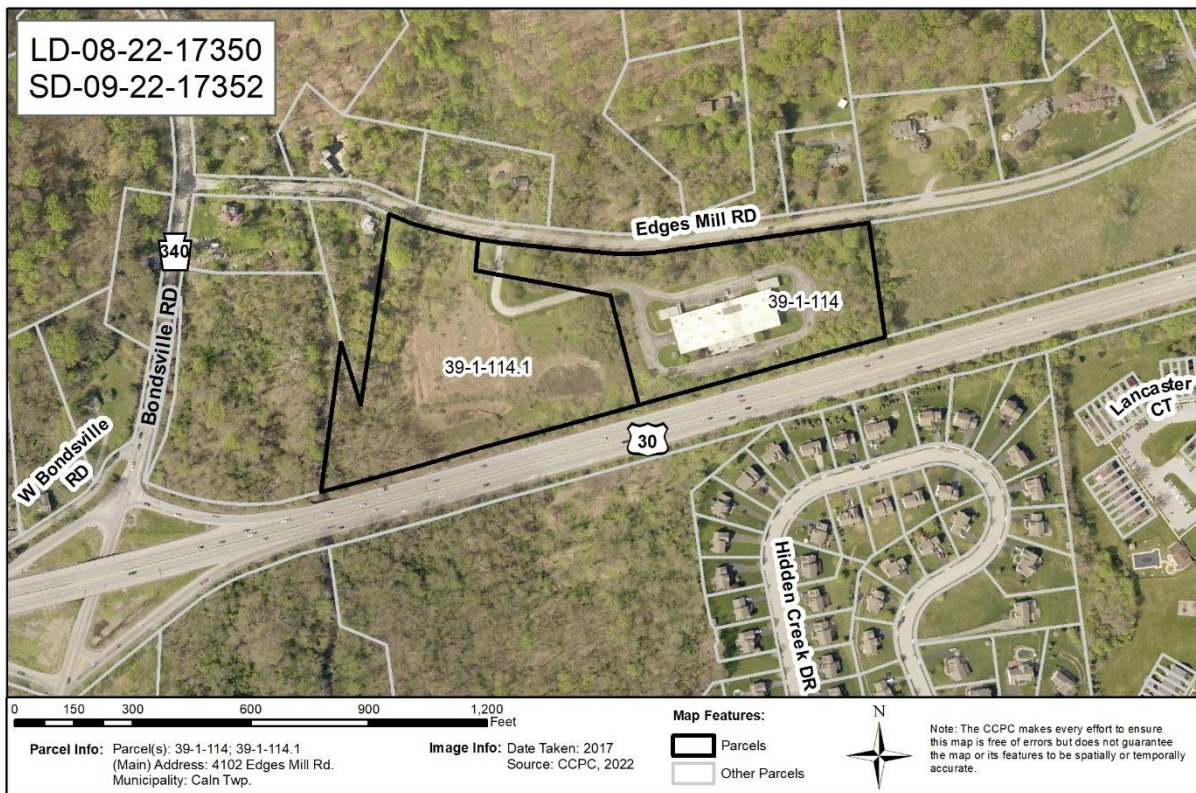 LD-08-22-17350
SD-09-22-17352
Edges Mill RD
340
Bondsville RD
39-1-114
39-1-114.1
W Bondsville
RD
30
Lancaster
CT
Hidden Creek DR
0 150 300 600 900 1,200
Feet
Parcel Info: Parcel(s): 39-1-114; 39-1-114.1
(Main) Address: 4102 Edges Mill Rd.
Municipality: Caln Twp.
Image Info: Date Taken: 2017
Source: CCPC, 2022
Map Features:
Parcels
Other Parcels
N
Note: The CCPC makes every effort to ensure
this map is free of errors but does not guarantee
the map or its features to be spatially or temporally
accurate.